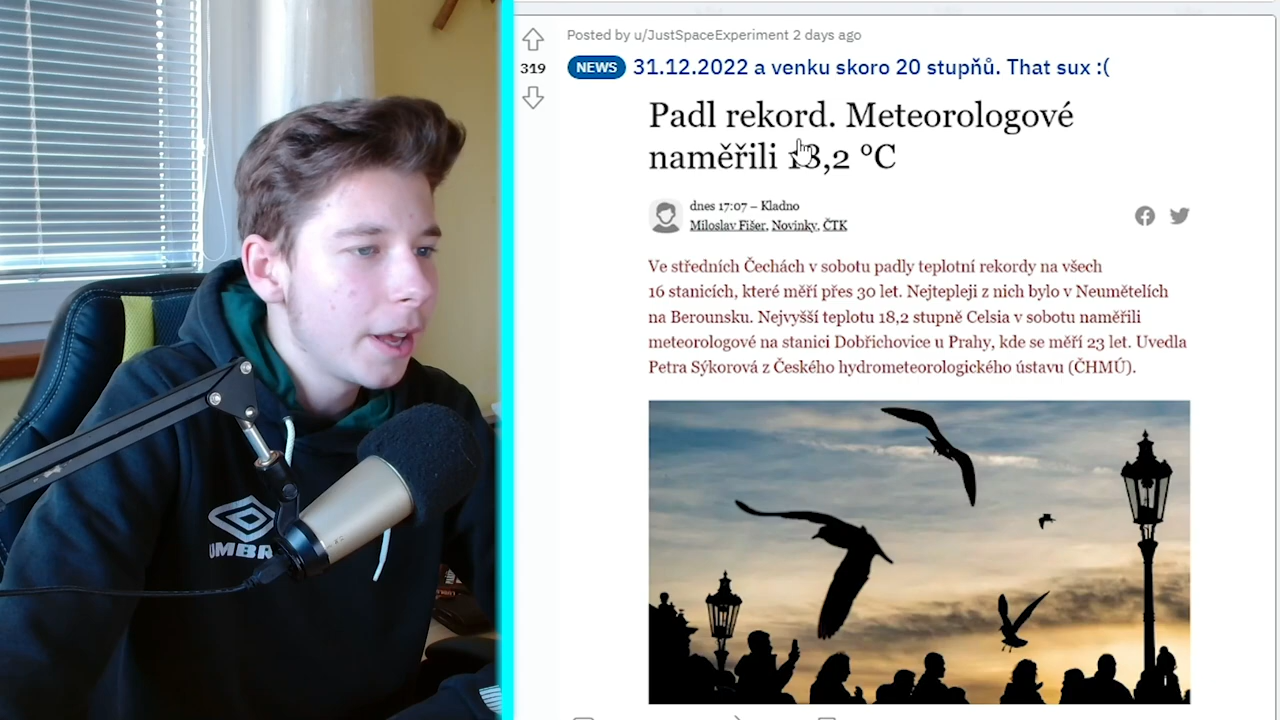 Posted by u/JustSpaceExperiment 2 days ago
319
NEWS 31.12.2022 a venku skoro 20 stupňů. That sux :(
Padl rekord. Meteorologové
naměřili 18,2 °C
dnes 17:07 – Kladno
Miloslav Fišer, Novinky, ČTK
Ve středních Čechách v sobotu padly teplotní rekordy na všech
16 stanicích, které měří přes 30 let. Nejtepleji z nich bylo v Neumětelích
na Berounsku. Nejvyšší teplotu 18,2 stupně Celsia v sobotu naměřili
meteorologové na stanici Dobřichovice u Prahy, kde se měří 23 let. Uvedla
Petra Sýkorová z Českého hydrometeorologického ústavu (ČHMÚ).